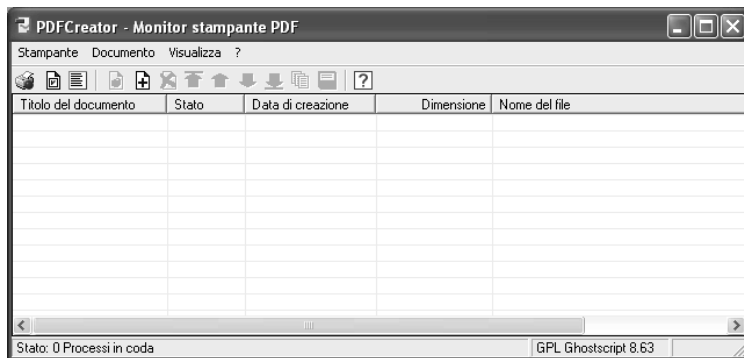 PDFCreator - Monitor stampante PDF
Stampante Documento Visualizza ?
Titolo del documento Stato Data di creazione Dimensione Nome del file
Stato: 0 Processi in coda GPL Ghostscript 8.63